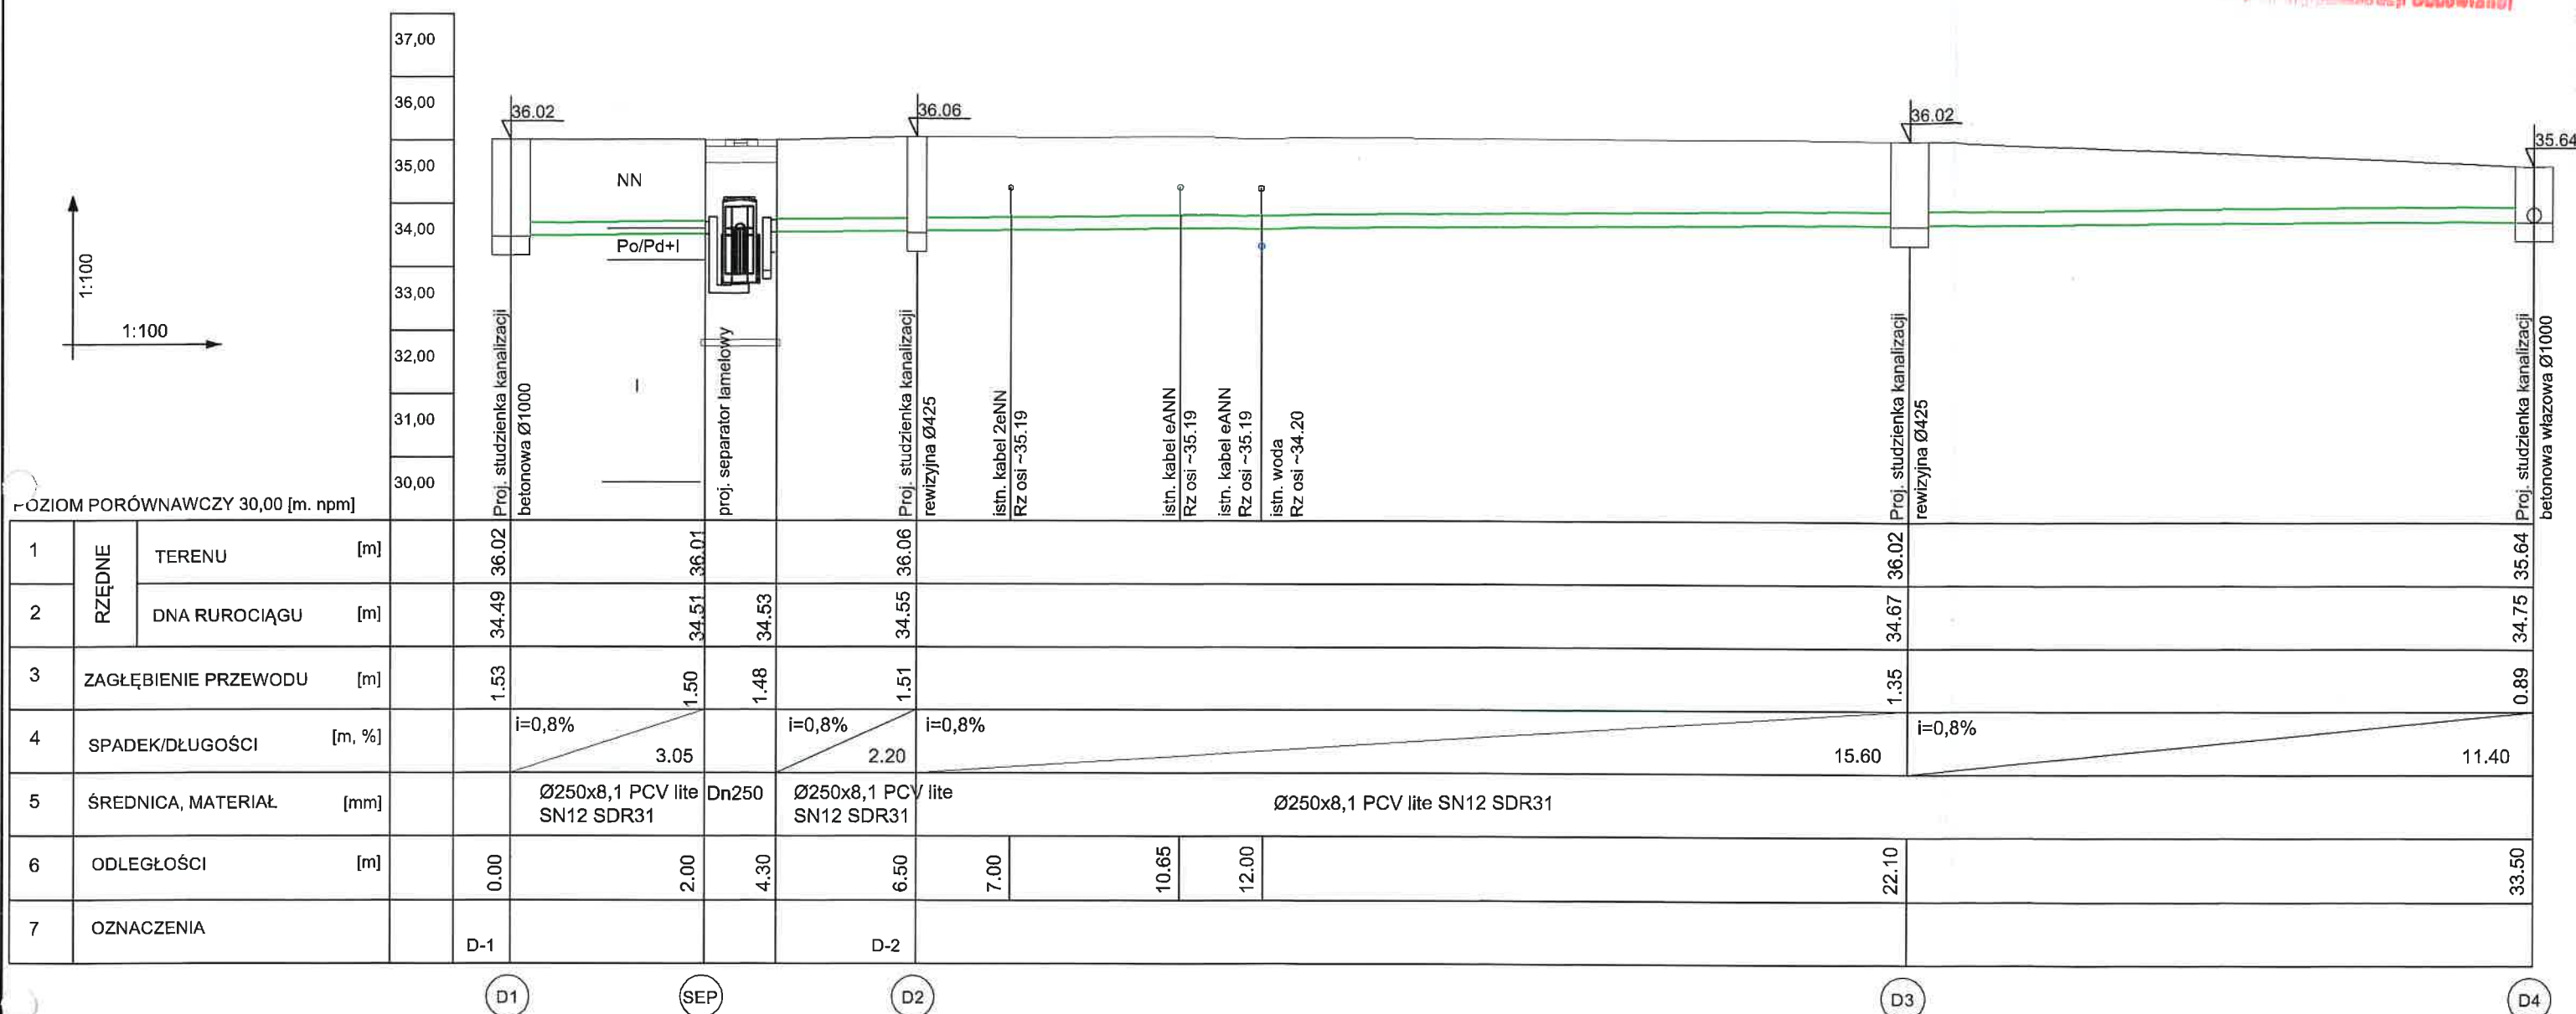 37,00
36,00
35,00
34,00
33,00
32,00
31,00
30,00
1:100
1:100
36.02
36.06
36.02
35.64
NN
Po/Pd+I
I
Proj. studzienka kanalizacji
betonowa Ø1000
proj. separator lamelowy
Proj. studzienka kanalizacji
rewizyjna Ø425
istn. kabel 2eNN
Rz osi ~35.19
istn. kabel eANN
Rz osi ~35.19
istn. kabel eANN
Rz osi ~35.19
istn. woda
Rz osi ~34.20
Proj. studzienka kanalizacji
rewizyjna Ø425
Proj. studzienka kanalizacji
betonowa włazowa Ø1000
POZIOM PORÓWNAWCZY 30,00 [m. npm]
RZĘDNE
1 TERENU [m] 36.02 36.01 36.06 36.02 35.64
2 DNA RUROCIĄGU [m] 34.49 34.51 34.53 34.55 34.67 34.75
3 ZAGŁĘBIENIE PRZEWODU [m] 1.53 1.50 1.48 1.51 1.35 0.89
4 SPADEK/DŁUGOŚCI [m, %] i=0,8% 3.05 i=0,8% 2.20 i=0,8% 15.60 i=0,8% 11.40
5 ŚREDNICA, MATERIAŁ [mm]
Ø250x8,1 PCV lite
SN12 SDR31
Dn250
Ø250x8,1 PCV lite
SN12 SDR31
Ø250x8,1 PCV lite SN12 SDR31
6 ODLEGŁOŚCI [m] 0.00 2.00 4.30 6.50 7.00 10.65 12.00 22.10 33.50
7 OZNACZENIA D-1 D-2
D1 SEP D2 D3 D4